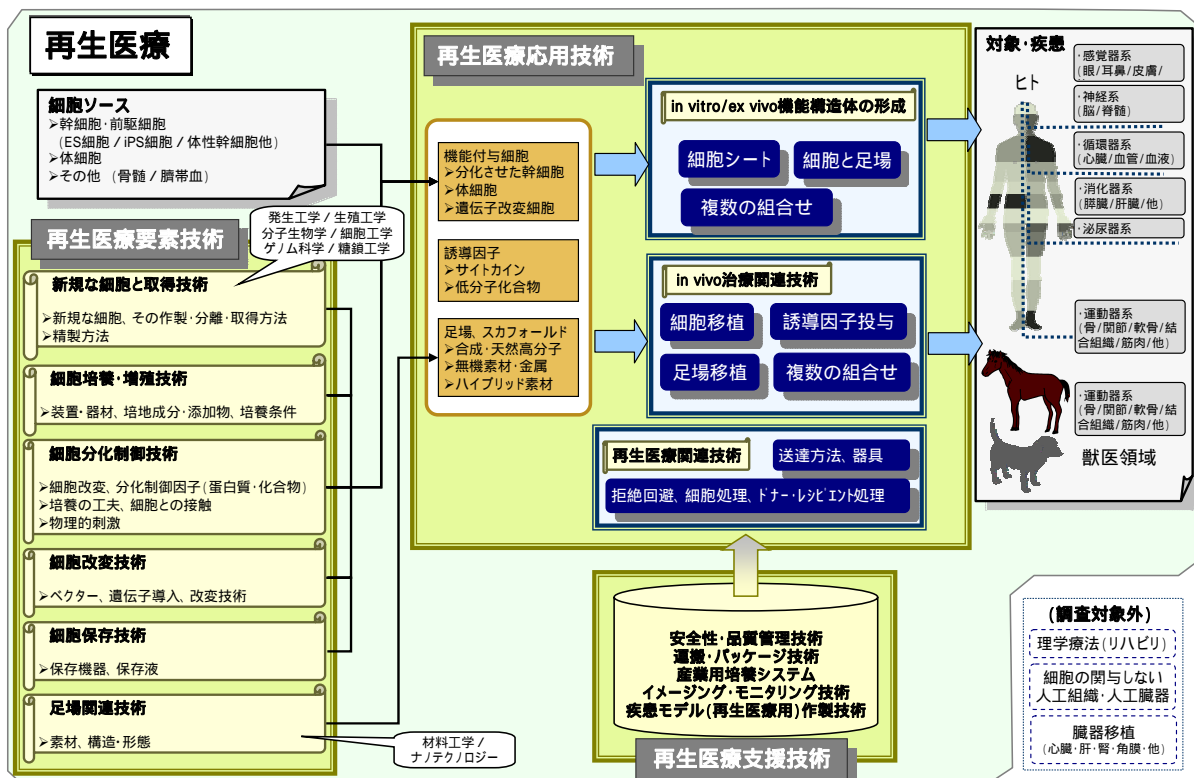 再生医療
細胞ソース
➢幹細胞・前駆細胞
(ES細胞 / iPS細胞 / 体性幹細胞他)
➢体細胞
➢その他 (骨髄 / 臍帯血)
再生医療要素技術
発生工学 / 生殖工学
分子生物学 / 細胞工学
ゲノム科学 / 糖鎖工学
新規な細胞と取得技術
➢新規な細胞、その作製・分離・取得方法
➢精製方法
細胞培養・増殖技術
➢装置・器材、培地成分・添加物、培養条件
細胞分化制御技術
➢細胞改変、分化制御因子(蛋白質・化合物)
➢培養の工夫、細胞との接触
➢物理的刺激
細胞改変技術
➢ベクター、遺伝子導入、改変技術
細胞保存技術
➢保存機器、保存液
足場関連技術
➢素材、構造・形態
材料工学 /
ナノテクノロジー
再生医療応用技術
機能付与細胞
➢分化させた幹細胞
➢体細胞
➢遺伝子改変細胞
誘導因子
➢サイトカイン
➢低分子化合物
足場、スカフォールド
➢合成・天然高分子
➢無機素材・金属
➢ハイブリッド素材
in vitro/ex vivo機能構造体の形成
細胞シート
細胞と足場
複数の組合せ
in vivo治療関連技術
細胞移植
誘導因子投与
足場移植
複数の組合せ
再生医療関連技術
送達方法、器具
拒絶回避、細胞処理、ドナー・レシピエント処理
安全性・品質管理技術
運搬・パッケージ技術
産業用培養システム
イメージング・モニタリング技術
疾患モデル(再生医療用)作製技術
再生医療支援技術
対象・疾患
ヒト
・感覚器系
(眼/耳鼻/皮膚/
・神経系
(脳/脊髄)
・循環器系
(心臓/血管/血液)
・消化器系
(膵臓/肝臓/他)
・泌尿器系
・運動器系
(骨/関節/軟骨/結
合組織/筋肉/他)
・運動器系
(骨/関節/軟骨/結
合組織/筋肉/他)
獣医領域
(調査対象外)
理学療法(リハビリ)
細胞の関与しない
人工組織・人工臓器
臓器移植
(心臓・肝・腎・角膜・他)